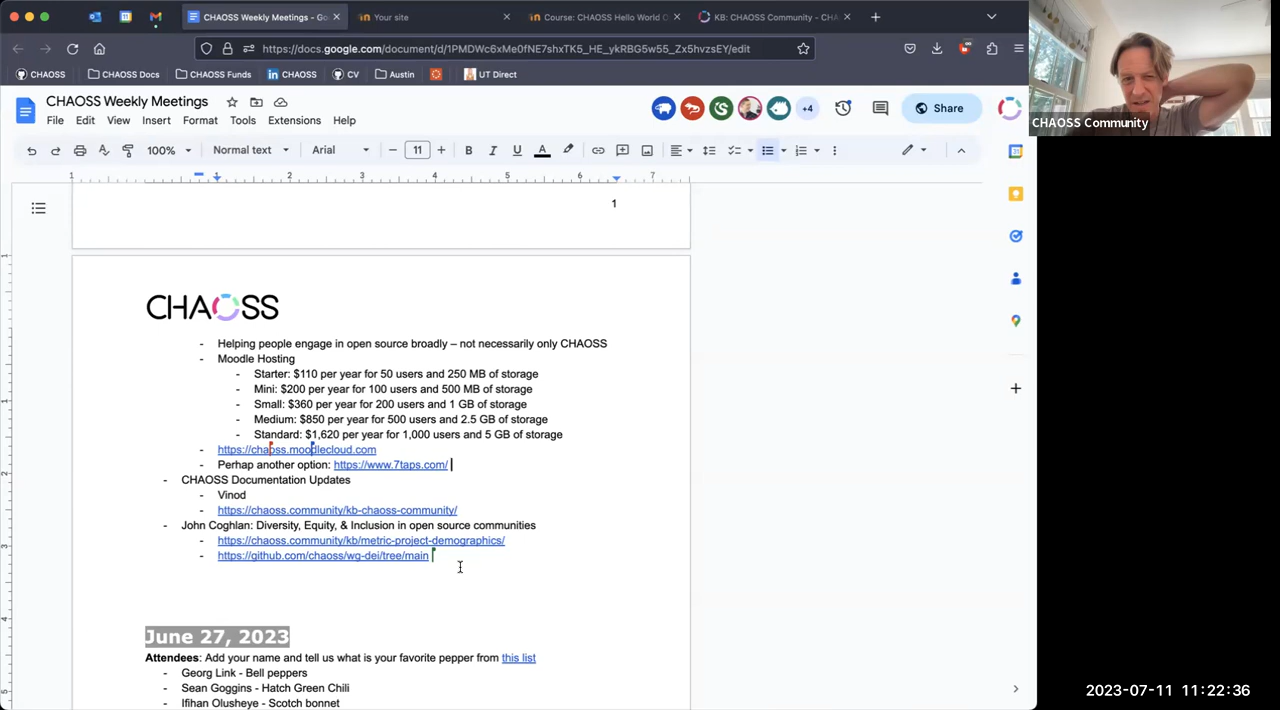 CHAOSS Weekly Meetings - Go
Your site
Course: CHAOSS Hello World C
KB: CHAOSS Community - CHA
https://docs.google.com/document/d/1PMDWc6xMe0fNE7shxTK5_HE_ykRBG5w55_Zx5hvzsEY/edit
CHAOSS
CHAOSS Docs
CHAOSS Funds
CHAOSS
CV
Austin
UT Direct
CHAOSS Community
CHAOSS Weekly Meetings
+4
Share
File Edit View Insert Format Tools Extensions Help
100% Normal text Arial 11
1 1 2 3 4 5 6 7
1
CHAOSS
- Helping people engage in open source broadly – not necessarily only CHAOSS
- Moodle Hosting
- Starter: $110 per year for 50 users and 250 MB of storage
- Mini: $200 per year for 100 users and 500 MB of storage
- Small: $360 per year for 200 users and 1 GB of storage
- Medium: $850 per year for 500 users and 2.5 GB of storage
- Standard: $1,620 per year for 1,000 users and 5 GB of storage
- https://chaoss.moodlecloud.com
- Perhap another option: https://www.7taps.com/
- CHAOSS Documentation Updates
- Vinod
- https://chaoss.community/kb-chaoss-community/
- John Coghlan: Diversity, Equity, & Inclusion in open source communities
- https://chaoss.community/kb/metric-project-demographics/
- https://github.com/chaoss/wg-dei/tree/main
June 27, 2023
Attendees: Add your name and tell us what is your favorite pepper from this list
- Georg Link - Bell peppers
- Sean Goggins - Hatch Green Chili
- Ifihan Olusheye - Scotch bonnet
2023-07-11 11:22:36